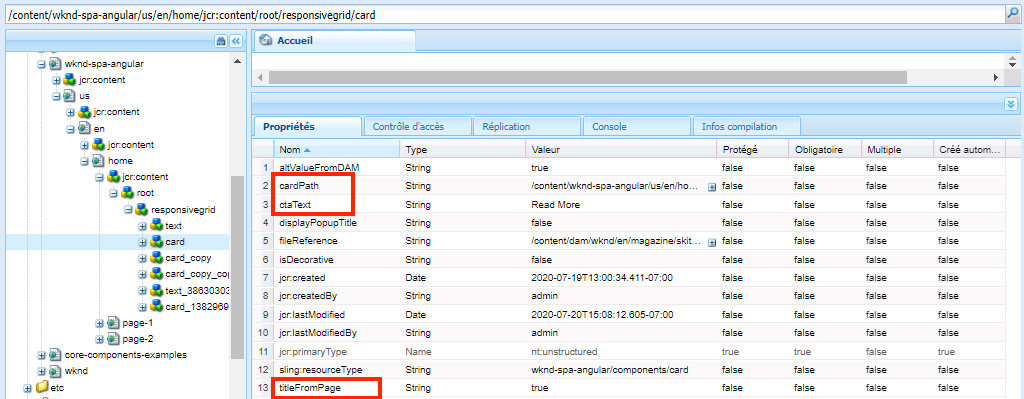 /content/wknd-spa-angular/us/en/home/jcr:content/root/responsivegrid/card
wknd-spa-angular
jcr:content
us
jcr:content
en
jcr:content
home
jcr:content
root
responsivegrid
text
card
card_copy
card_copy_cop
text_38630303
card_1382969
page-1
page-2
core-components-examples
wknd
etc
Accueil
Propriétés Contrôle d'accès Réplication Console Infos compilation
Nom Type Valeur Protégé Obligatoire Multiple Créé autom...
1 altValueFromDAM String true false false false false
2 cardPath String /content/wknd-spa-angular/us/en/ho... false false false false
3 ctaText String Read More false false false false
4 displayPopupTitle String false false false false false
5 fileReference String /content/dam/wknd/en/magazine/skit... false false false false
6 isDecorative String false false false false false
7 jcr:created Date 2020-07-19T13:00:34.411-07:00 false false false false
8 jcr:createdBy String admin false false false false
9 jcr:lastModified Date 2020-07-20T15:08:12.605-07:00 false false false false
10 jcr:lastModifiedBy String admin false false false false
11 jcr:primaryType Name nt:unstructured true true false true
12 sling:resourceType String wknd-spa-angular/components/card false false false false
13 titleFromPage String true false false false false